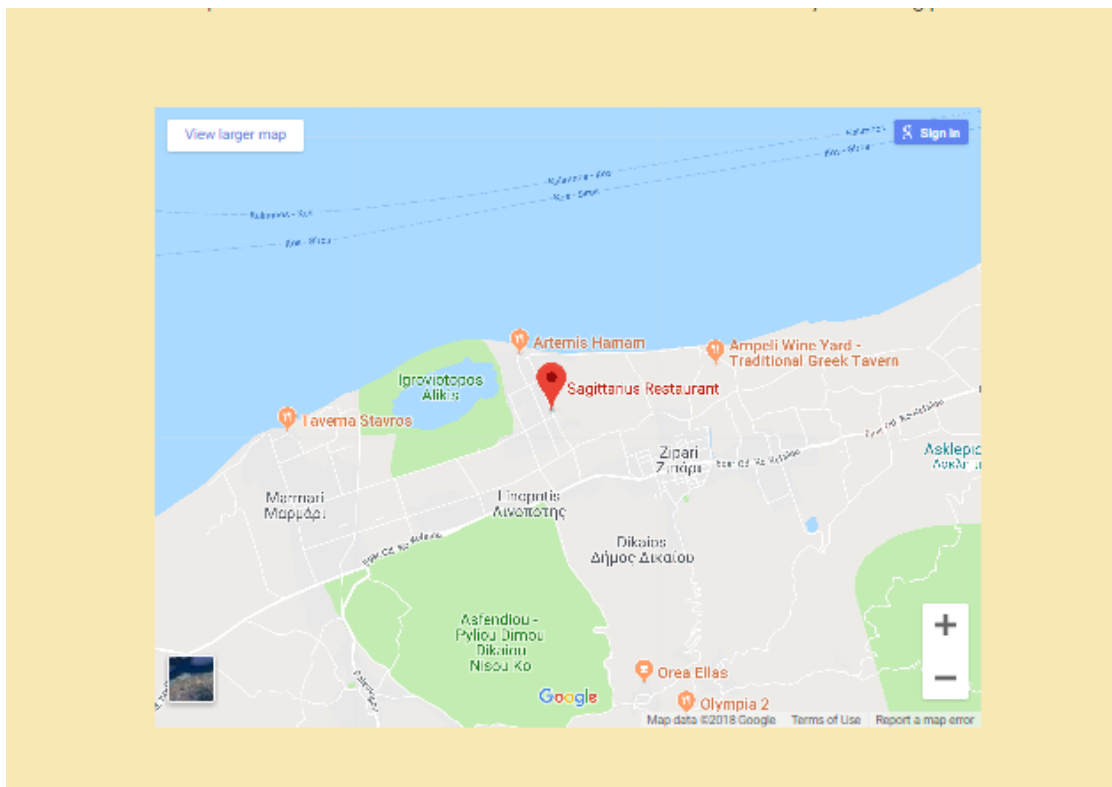 View larger map
Sign in
Artemis Hamam
Ampeli Wine Yard -
Traditional Greek Tavern
Igroviotopos
Alikis
Sagittarius Restaurant
Taverna Stavros
Zipari
Ζιπάρι
Marmari
Μαρμάρι
Linopotis
Λινοπότης
Dikaios
Δήμος Δικαίου
Asfendiou -
Pyliou Dimou
Dikaiou
Nisou Ko
Orea Ellas
Olympia 2
Google
Map data ©2018 Google
Terms of Use
Report a map error